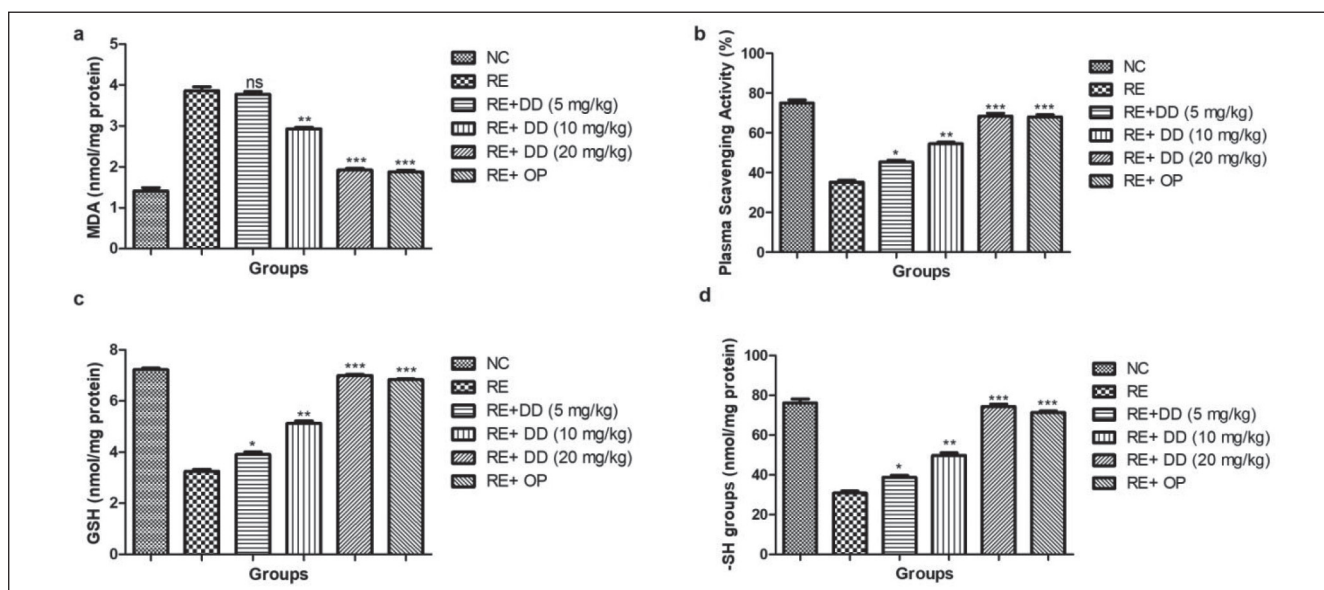 a
MDA (nmol/mg protein)
5
4
3
2
1
0
ns
**
***
***
Groups
NC
RE
RE+DD (5 mg/kg)
RE+ DD (10 mg/kg)
RE+ DD (20 mg/kg)
RE+ OP
b
Plasma Scavenging Activity (%)
100
80
60
40
20
0
*
**
***
***
Groups
NC
RE
RE+DD (5 mg/kg)
RE+ DD (10 mg/kg)
RE+ DD (20 mg/kg)
RE+ OP
c
GSH (nmol/mg protein)
8
6
4
2
0
*
**
***
***
Groups
NC
RE
RE+DD (5 mg/kg)
RE+ DD (10 mg/kg)
RE+ DD (20 mg/kg)
RE+ OP
d
-SH groups (nmol/mg protein)
100
80
60
40
20
0
*
**
***
***
Groups
NC
RE
RE+DD (5 mg/kg)
RE+ DD (10 mg/kg)
RE+ DD (20 mg/kg)
RE+ OP